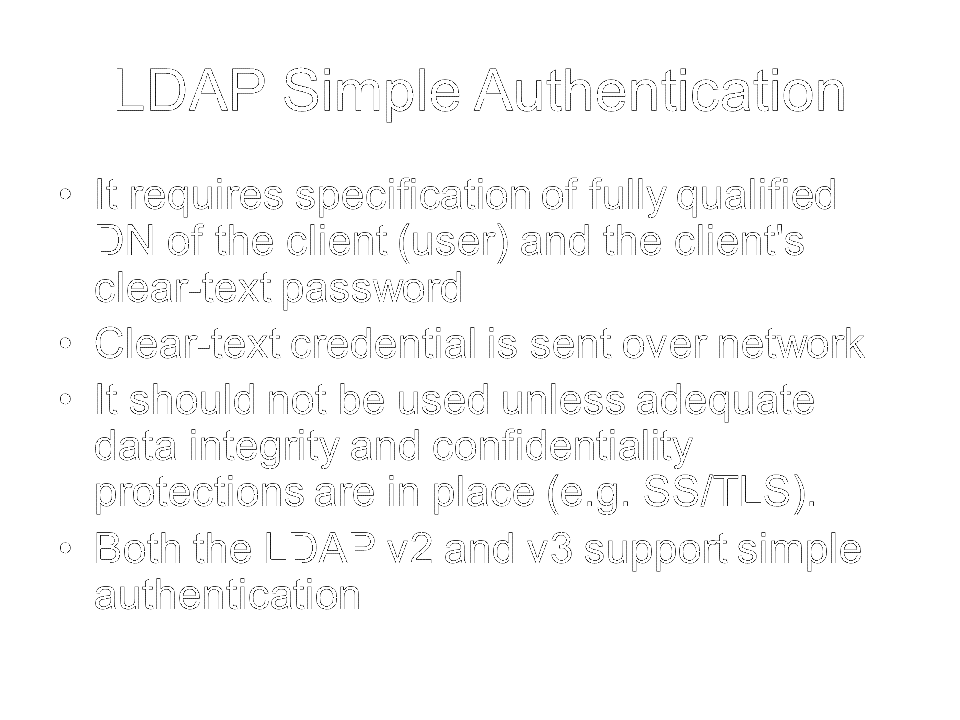 LDAP Simple Authentication
• It requires specification of fully qualified
DN of the client (user) and the client's
clear-text password
• Clear-text credential is sent over network
• It should not be used unless adequate
data integrity and confidentiality
protections are in place (e.g. SS/TLS).
• Both the LDAP v2 and v3 support simple
authentication